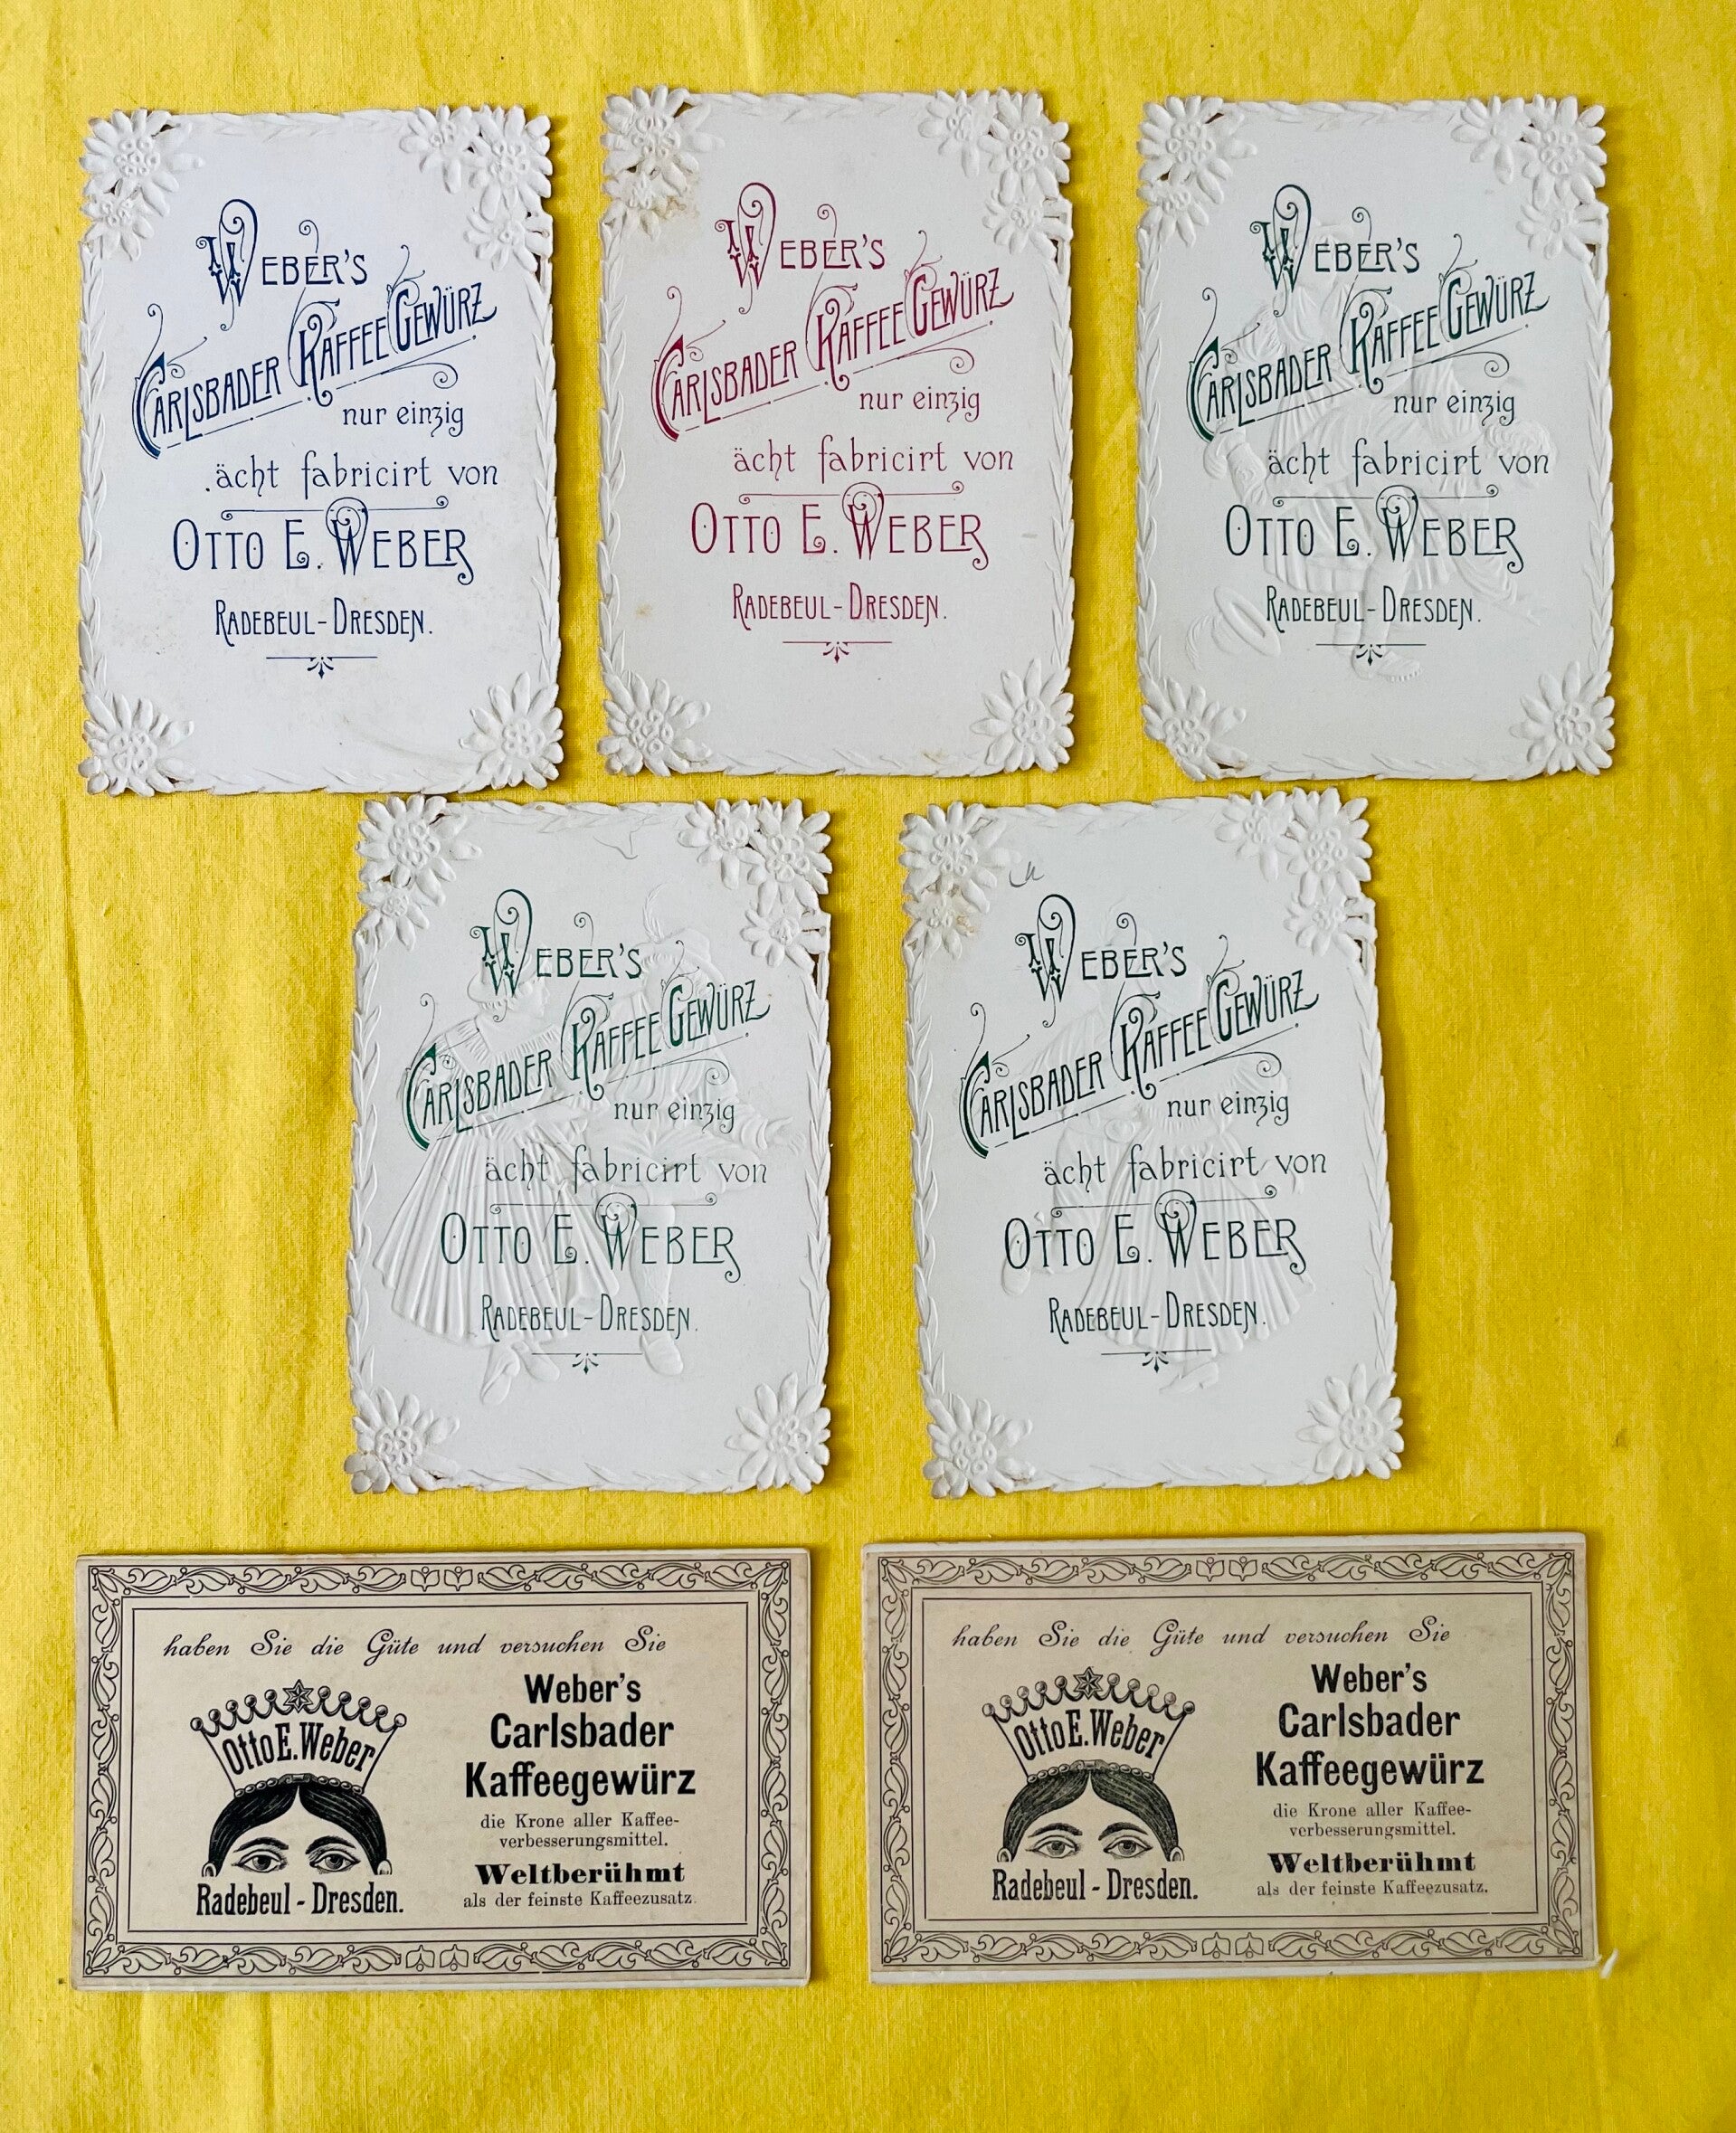 WEBER'S
CARLSBADER KAFFEE GEWÜRZ
nur einzig
ächt fabricirt von
OTTO E. WEBER
RADEBEUL-DRESDEN.
WEBER'S
CARLSBADER KAFFEE GEWÜRZ
nur einzig
ächt fabricirt von
OTTO E. WEBER
RADEBEUL-DRESDEN.
WEBER'S
CARLSBADER KAFFEE GEWÜRZ
nur einzig
ächt fabricirt von
OTTO E. WEBER
RADEBEUL-DRESDEN.
WEBER'S
CARLSBADER KAFFEE GEWÜRZ
nur einzig
ächt fabricirt von
OTTO E. WEBER
RADEBEUL-DRESDEN.
WEBER'S
CARLSBADER KAFFEE GEWÜRZ
nur einzig
ächt fabricirt von
OTTO E. WEBER
RADEBEUL-DRESDEN.
haben Sie die Güte und versuchen Sie
Otto E. Weber
Radebeul - Dresden.
Weber's
Carlsbader
Kaffeegewürz
die Krone aller Kaffee-
verbesserungsmittel.
Weltberühmt
als der feinste Kaffeezusatz.
haben Sie die Güte und versuchen Sie
Otto E. Weber
Radebeul - Dresden.
Weber's
Carlsbader
Kaffeegewürz
die Krone aller Kaffee-
verbesserungsmittel.
Weltberühmt
als der feinste Kaffeezusatz.